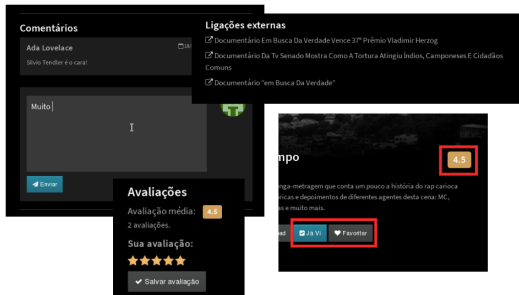 Comentários
Ada Lovelace
Silvio Tendler é o cara!
Muito
Enviar
Ligações externas
Documentário Em Busca Da Verdade Vence 37º Prêmio Vladimir Herzog
Documentário Da Tv Senado Mostra Como A Tortura Atingiu Índios, Camponeses E Cidadãos
Comuns
Documentário "em Busca Da Verdade"
Avaliações
Avaliação média: 4.5
2 avaliações.
Sua avaliação:
Salvar avaliação
mpo
4.5
nga-metragem que conta um pouco a história do rap carioca
ricas e depoimentos de diferentes agentes desta cena: MC,
s e muito mais.
ad
Já Vi
Favoritar